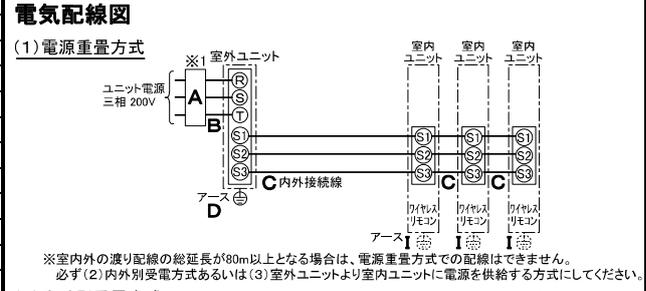 電気配線図
(1)電源重畳方式
※1 室外ユニット
室内 室内 室内
ユニット ユニット ユニット
ユニット電源
三相 200V
A
R
S
T
B
S1 S1 S1 S1
S2 S2 S2 S2
S3 S3 S3 S3
C 内外接続線 C C
アース
D
ワイヤレス ワイヤレス ワイヤレス
リモコン リモコン リモコン
アース I I I
※室内外の渡り配線の総延長が80m以上となる場合は、電源重畳方式での配線はできません。
必ず(2)内外別受電方式あるいは(3)室外ユニットより室内ユニットに電源を供給する方式にしてください。